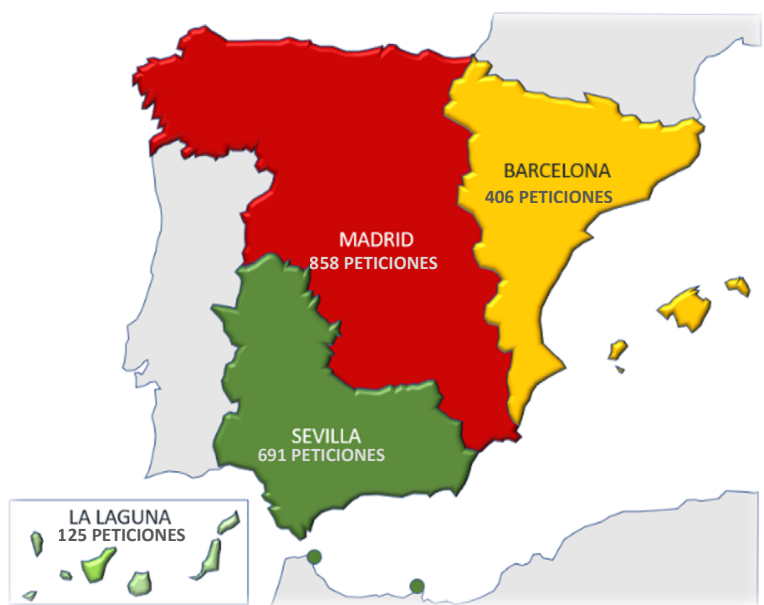 BARCELONA
406 PETICIONES
MADRID
858 PETICIONES
SEVILLA
691 PETICIONES
LA LAGUNA
125 PETICIONES